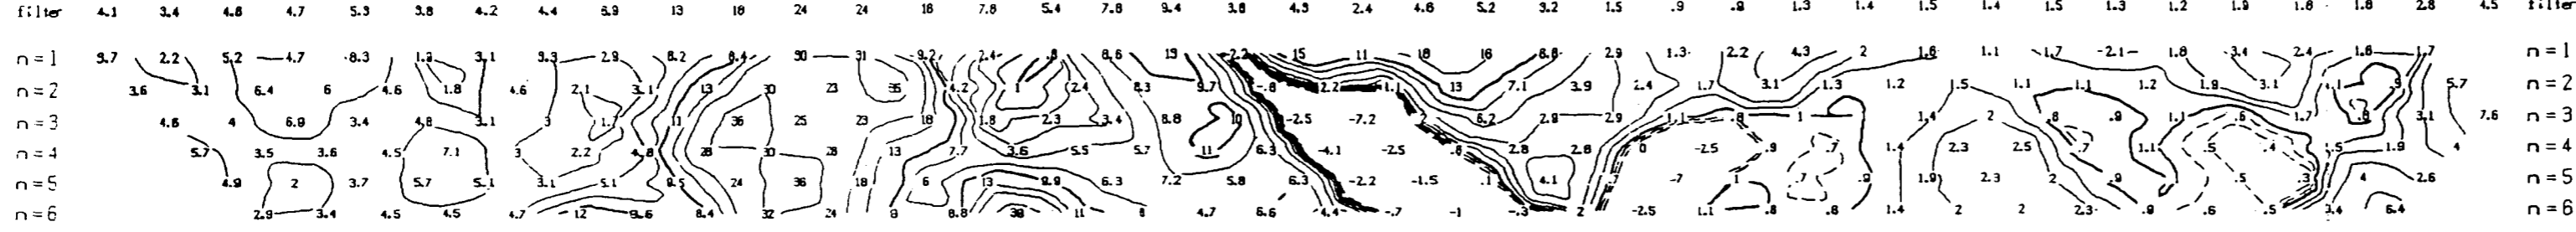 filter 4.1 3.4 4.8 4.7 5.3 3.8 4.2 4.4 6.9 13 18 24 24 18 7.8 5.4 7.8 9.4 3.8 4.3 2.4 4.6 5.2 3.2 1.5 .9 .9 1.3 1.4 1.5 1.4 1.5 1.3 1.2 1.9 1.8 1.8 2.8 4.5 filter
n=1 9.7 2.2 5.2 4.7 8.3 3.1 3.3 2.9 8.2 8.4 30 31 9.2 2.4 8.6 13 -2.2 15 11 18 16 8.8 2.9 1.3 2.2 4.3 2 1.6 1.1 1.7 -2.1 1.8 3.4 2.4 1.6 1.7 n=1
n=2 3.6 3.1 6.4 6 4.6 1.8 4.6 2.1 3.1 13 30 23 35 4.2 1 2.4 8.3 9.7 -.8 2.2 -1.1 13 7.1 3.9 2.4 1.7 3.1 1.3 1.2 1.5 1.1 1.1 1.2 1.9 3.1 .9 5.7 n=2
n=3 4.6 4 6.9 3.4 4.8 3.1 3 11 36 25 23 18 1.8 2.3 3.4 8.8 10 -2.5 -7.2 6.2 2.9 2.9 1.1 .8 1 1.4 2 .8 .9 1.1 .6 1.7 3.1 7.6 n=3
n=4 5.7 3.5 3.6 4.5 7.1 3 2.2 4.8 28 30 28 13 7.7 3.6 5.5 5.7 11 6.3 -4.1 -2.5 .8 2.8 2.8 0 -2.5 .9 .7 1.4 2.3 2.5 .7 1.1 .5 .4 1.5 1.9 4 n=4
n=5 4.9 2 3.7 5.7 5.1 3.1 5.1 9.5 24 36 18 6 13 9.9 6.3 7.2 5.8 6.3 -2.2 -1.5 .1 4.1 .7 -7 1 .7 .9 1.9 2.3 2 .9 .5 .3 4 2.6 n=5
n=6 2.9 3.4 4.5 4.5 4.7 12 9.6 8.4 32 24 9 8.8 11 4.7 6.6 -4.4 -.7 -1 -.3 2 -2.5 1.1 .8 .8 1.4 2 2 2.3 .9 .6 .5 3.4 6.4 n=6